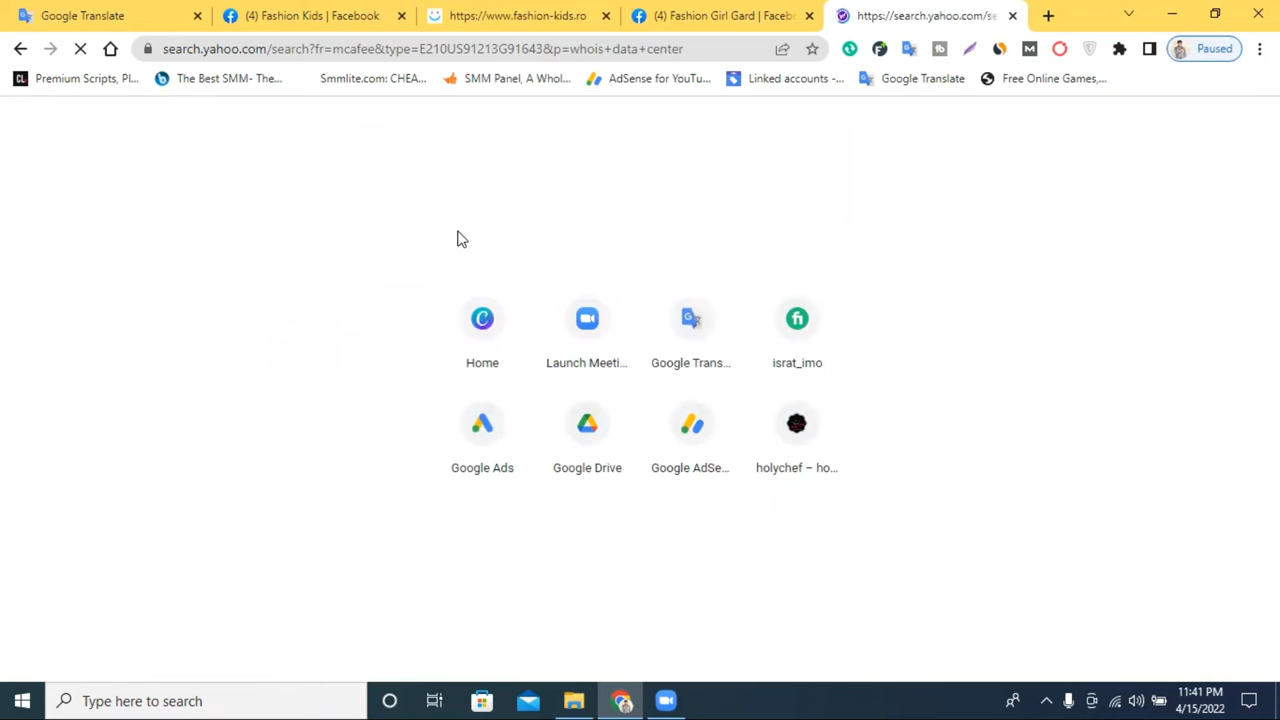 Google Translate
(4) Fashion Kids | Facebook
https://www.fashion-kids.ro
(4) Fashion Girl Gard | Faceb
https://search.yahoo.com/se
search.yahoo.com/search?fr=mcafee&type=E210US91213G91643&p=whois+data+center
Paused
Premium Scripts, Pl...
The Best SMM- The...
Smmlite.com: CHEA...
SMM Panel, A Whol...
AdSense for YouTu...
Linked accounts -...
Google Translate
Free Online Games,...
Home
Launch Meeti...
Google Trans...
israt_imo
Google Ads
Google Drive
Google AdSe...
holychef – ho...
Type here to search
11:41 PM
4/15/2022